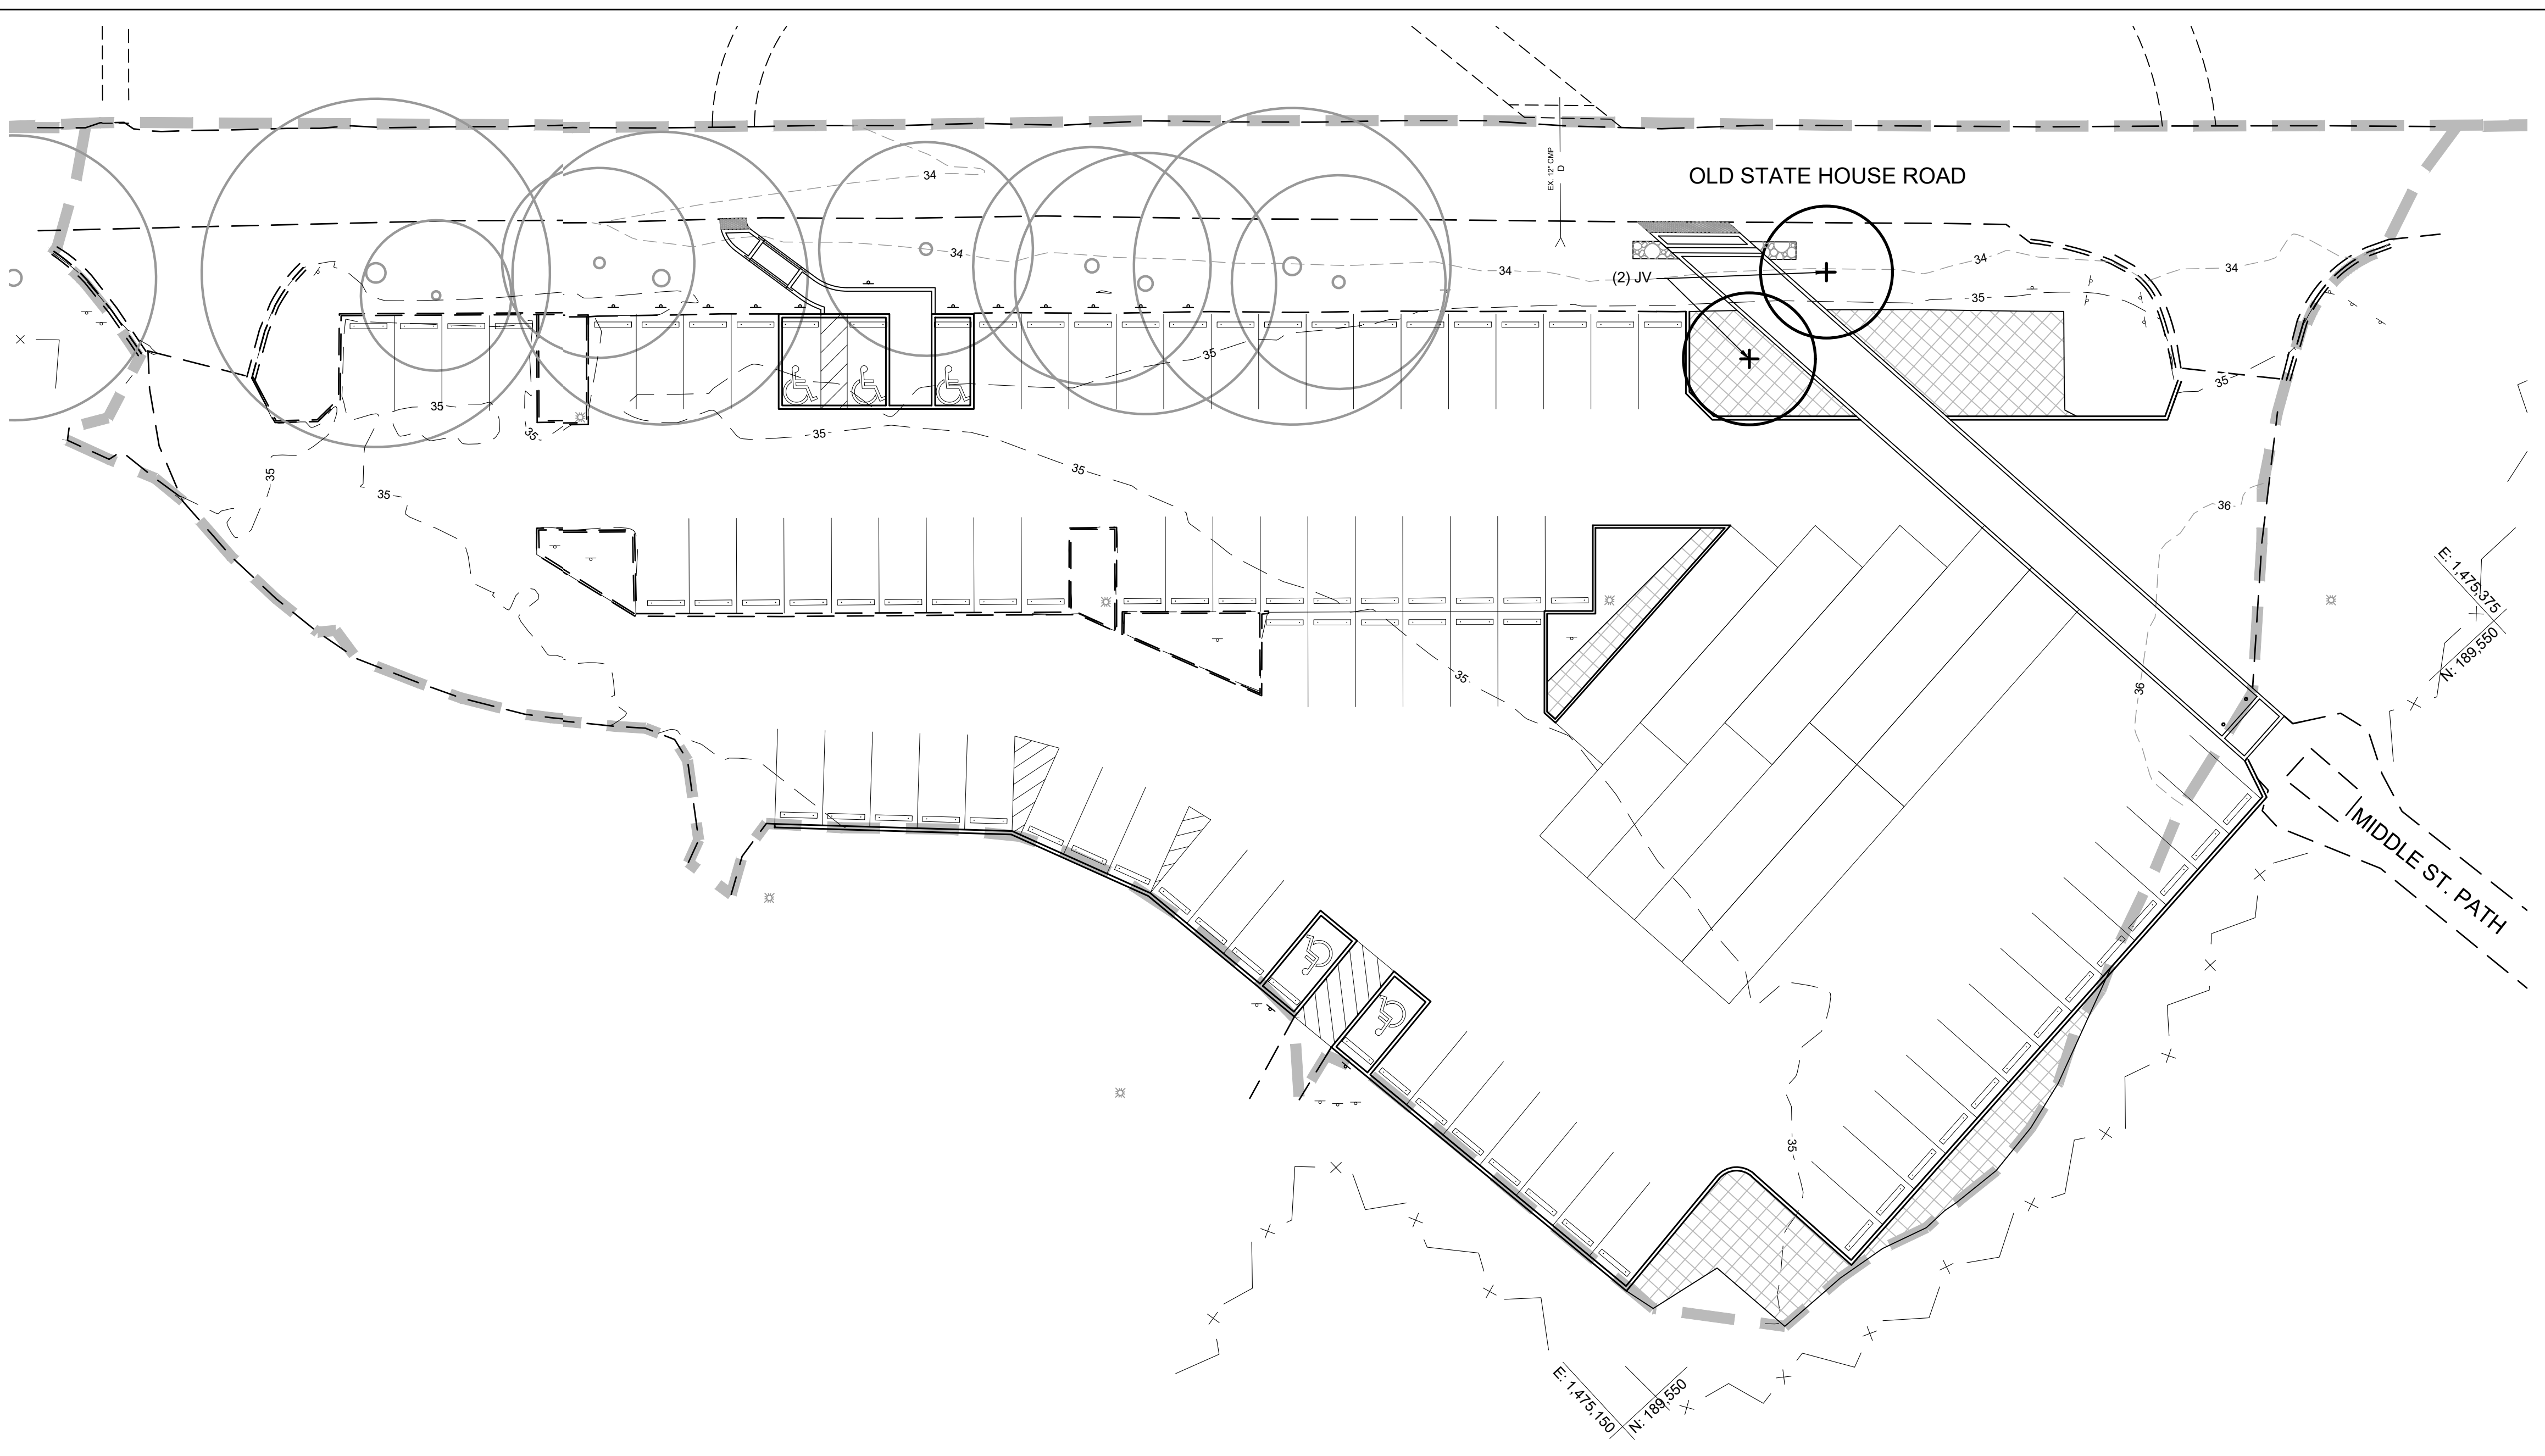 EX. 12" CMP
D
OLD STATE HOUSE ROAD
34
34
34
34
34
(2) JV
35
35
35
35
35
35
35
35
36
E: 1,475,375
N: 189,550
35
36
MIDDLE ST. PATH
35
E: 1,475,150
N: 189,550